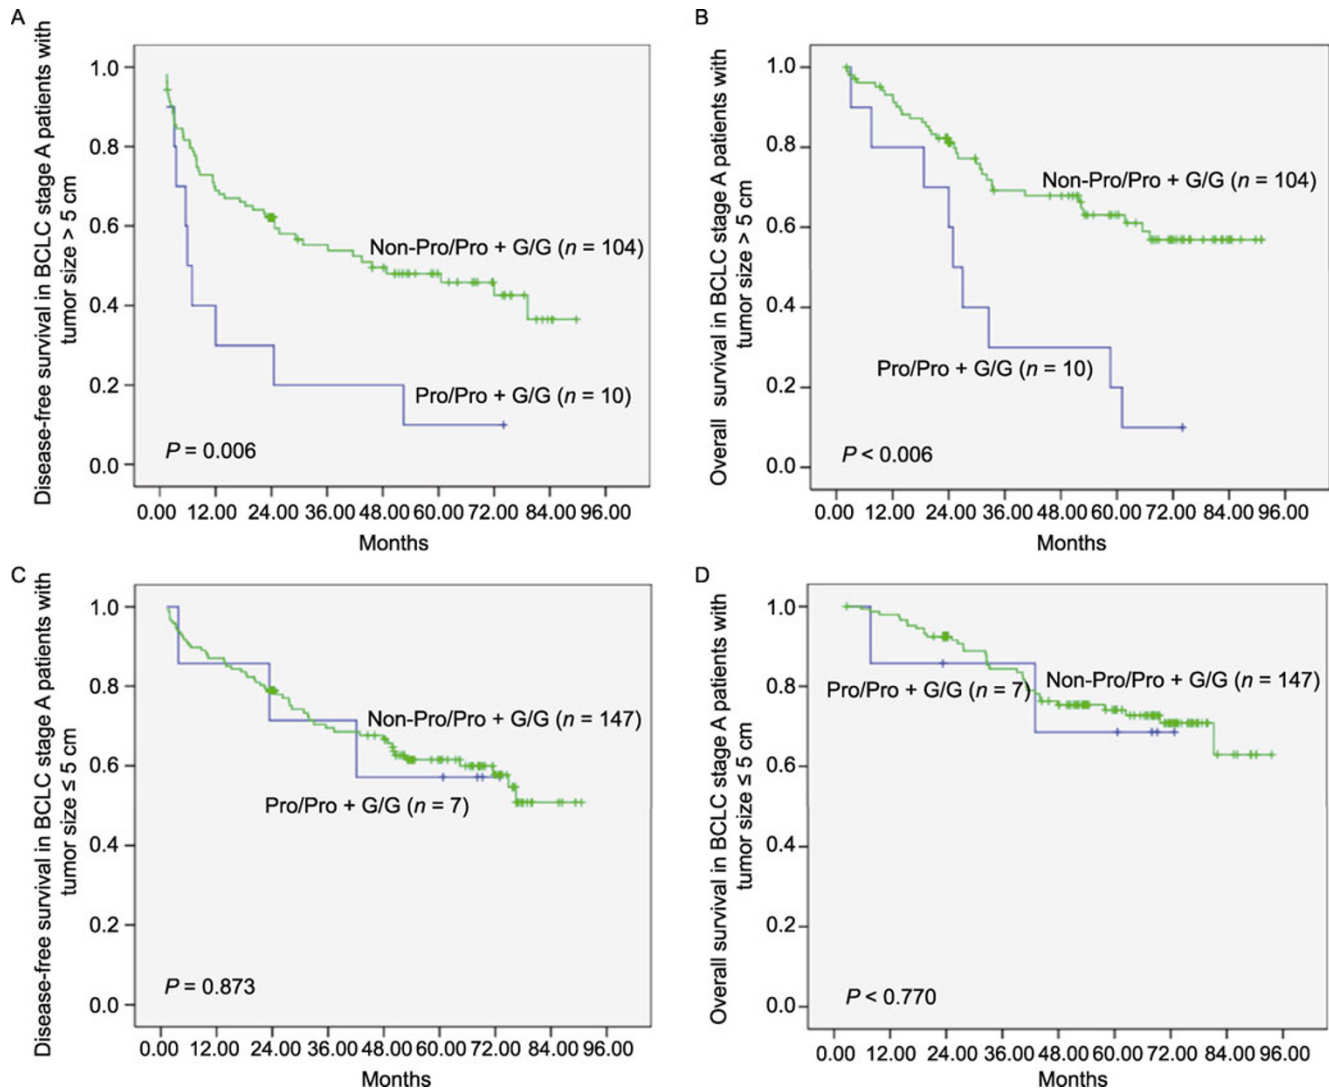 A
Disease-free survival in BCLC stage A patients with
tumor size > 5 cm
1.0
0.8
0.6
0.4
0.2
0.0
Non-Pro/Pro + G/G (n = 104)
Pro/Pro + G/G (n = 10)
P = 0.006
0.00 12.00 24.00 36.00 48.00 60.00 72.00 84.00 96.00
Months
B
Overall survival in BCLC stage A patients with
tumor size > 5 cm
1.0
0.8
0.6
0.4
0.2
0.0
Non-Pro/Pro + G/G (n = 104)
Pro/Pro + G/G (n = 10)
P < 0.006
0.00 12.00 24.00 36.00 48.00 60.00 72.00 84.00 96.00
Months
C
Disease-free survival in BCLC stage A patients with
tumor size ≤ 5 cm
1.0
0.8
0.6
0.4
0.2
0.0
Non-Pro/Pro + G/G (n = 147)
Pro/Pro + G/G (n = 7)
P = 0.873
0.00 12.00 24.00 36.00 48.00 60.00 72.00 84.00 96.00
Months
D
Overall survival in BCLC stage A patients with
tumor size ≤ 5 cm
1.0
0.8
0.6
0.4
0.2
0.0
Non-Pro/Pro + G/G (n = 147)
Pro/Pro + G/G (n = 7)
P < 0.770
0.00 12.00 24.00 36.00 48.00 60.00 72.00 84.00 96.00
Months